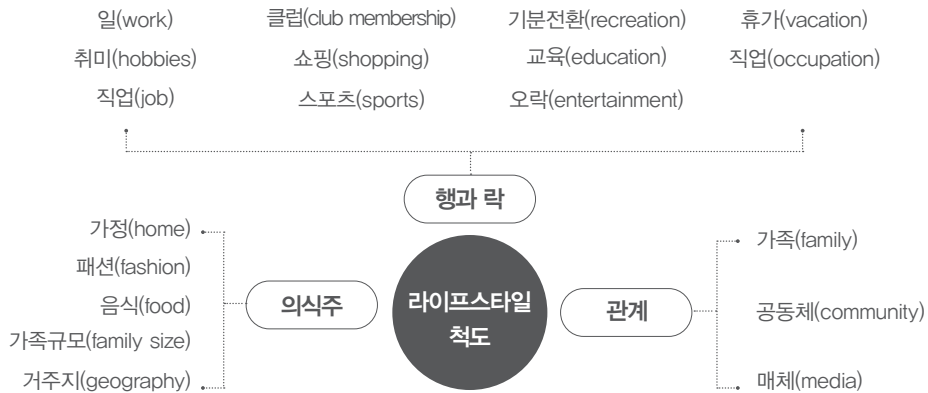 일(work) 클럽(club membership) 기분전환(recreation) 휴가(vacation)
취미(hobbies) 쇼핑(shopping) 교육(education) 직업(occupation)
직업(job) 스포츠(sports) 오락(entertainment)
행과 락
가정(home)
패션(fashion)
음식(food)
가족규모(family size)
거주지(geography)
의식주
라이프스타일
척도
관계
가족(family)
공동체(community)
매체(media)